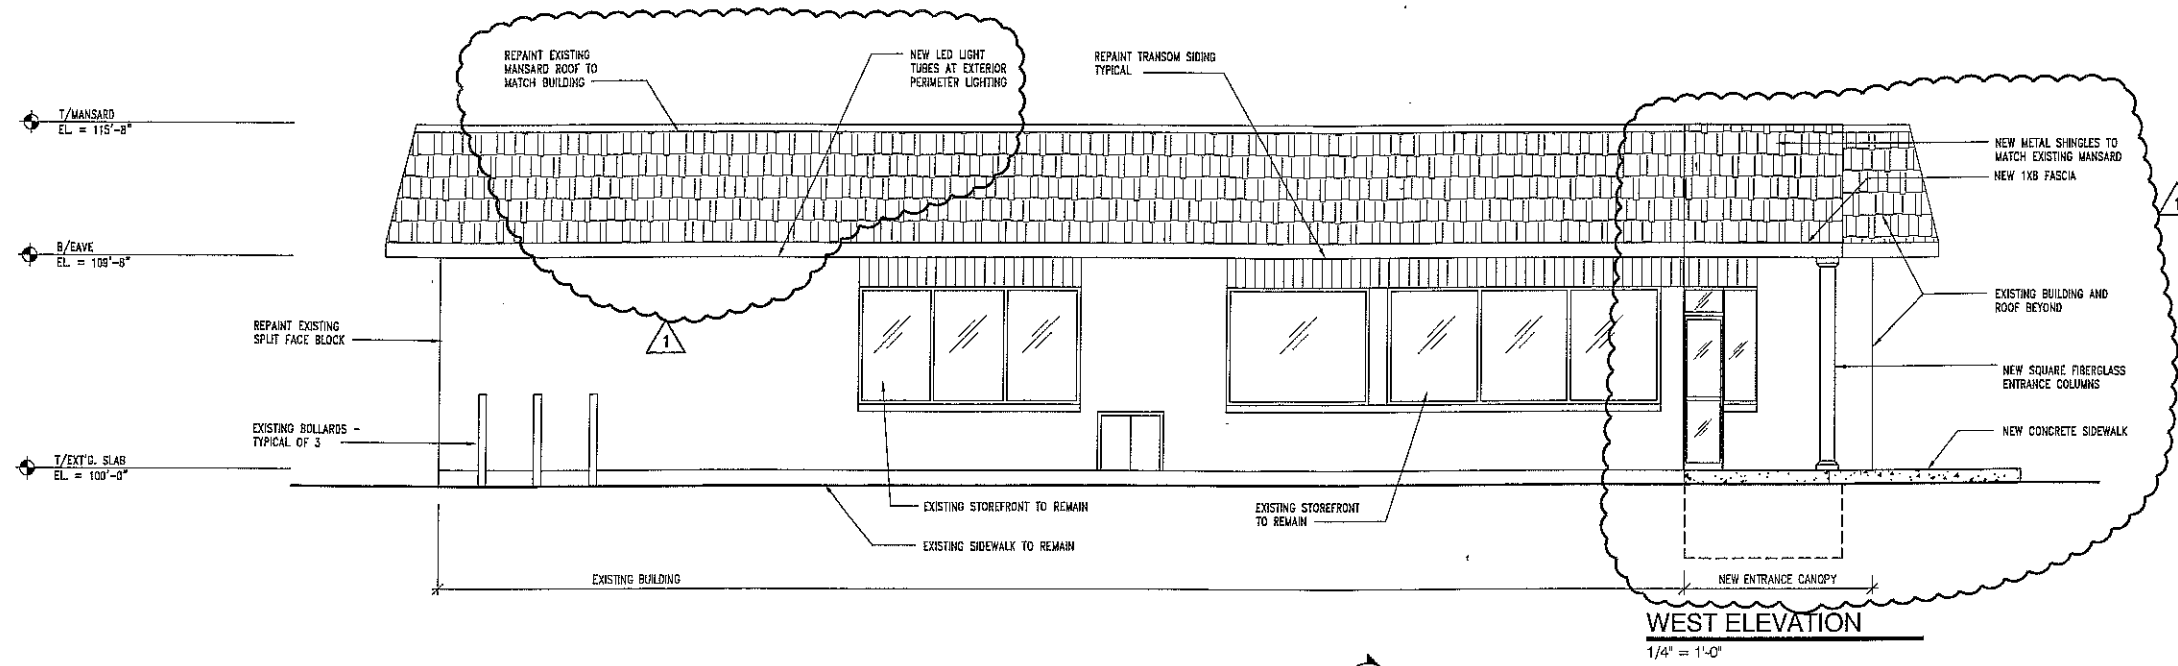 REPAINT EXISTING
MANSARD ROOF TO
MATCH BUILDING
NEW LED LIGHT
TUBES AT EXTERIOR
PERIMETER LIGHTING
REPAINT TRANSOM SIDING
TYPICAL
T/MANSARD
EL. = 115'-8"
NEW METAL SHINGLES TO
MATCH EXISTING MANSARD
NEW 1X8 FASCIA
1
B/EAVE
EL. = 109'-8"
EXISTING BUILDING AND
ROOF BEYOND
REPAINT EXISTING
SPLIT FACE BLOCK
1
NEW SQUARE FIBERGLASS
ENTRANCE COLUMNS
EXISTING BOLLARDS -
TYPICAL OF 3
NEW CONCRETE SIDEWALK
T/EXT'G. SLAB
EL. = 100'-0"
EXISTING STOREFRONT TO REMAIN
EXISTING STOREFRONT
TO REMAIN
EXISTING SIDEWALK TO REMAIN
EXISTING BUILDING
NEW ENTRANCE CANOPY
WEST ELEVATION
1/4" = 1'-0"